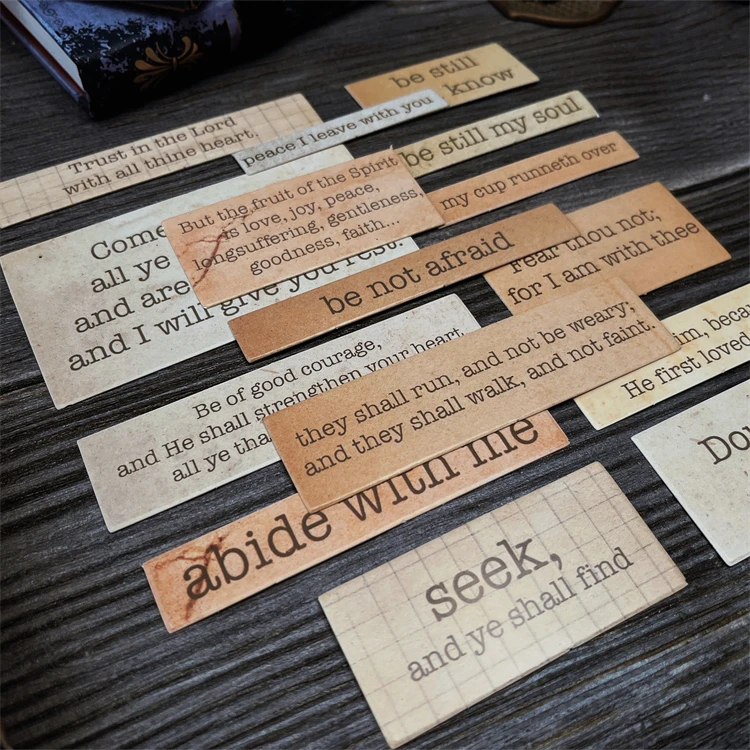 be still
know
peace I leave with you
Trust in the Lord
with all thine heart.
be still my soul
my cup runneth over
But the fruit of the Spirit
is love, joy, peace,
longsuffering, gentleness,
goodness, faith...
Come
all ye
and are
and I will give you rest.
be not afraid
Fear thou not;
for I am with thee
Be of good courage,
and He shall strengthen your heart,
all ye tha
they shall run, and not be weary;
and they shall walk, and not faint.
im, becau
He first loved
abide with me
seek,
and ye shall find